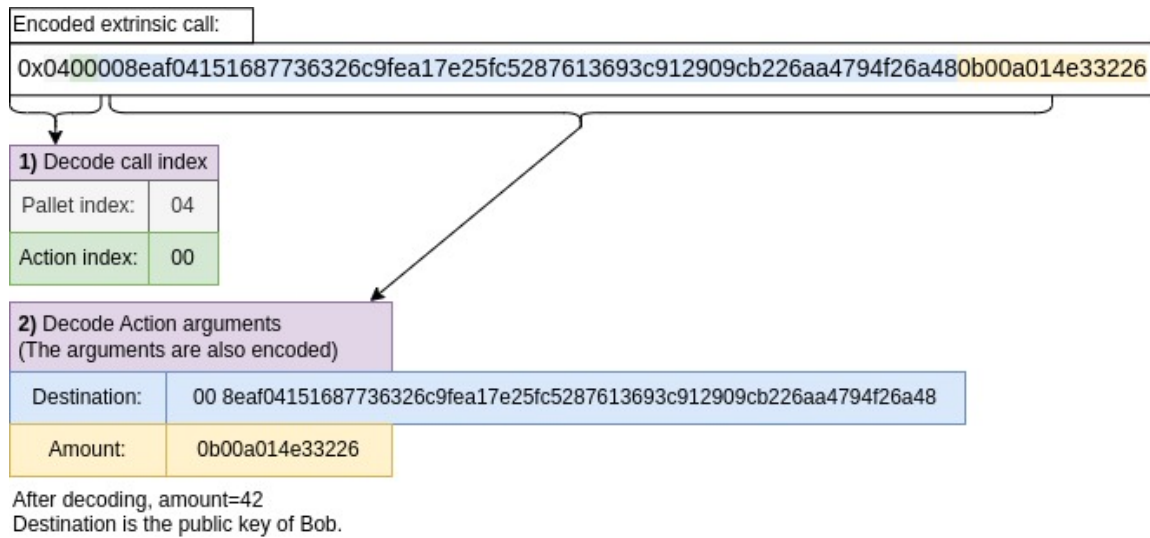 Encoded extrinsic call:
0x0400008eaf04151687736326c9fea17e25fc5287613693c912909cb226aa4794f26a480b00a014e33226
1) Decode call index
Pallet index: 04
Action index: 00
2) Decode Action arguments
(The arguments are also encoded)
Destination: 00 8eaf04151687736326c9fea17e25fc5287613693c912909cb226aa4794f26a48
Amount: 0b00a014e33226
After decoding, amount=42
Destination is the public key of Bob.